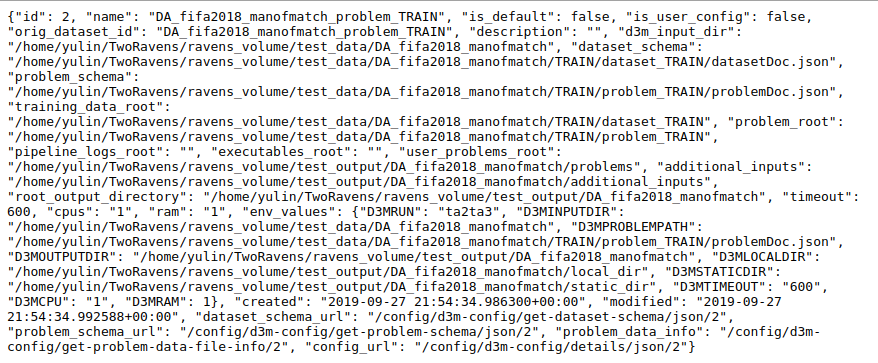 {"id": 2, "name": "DA_fifa2018_manofmatch_problem_TRAIN", "is_default": false, "is_user_config": false,
"orig_dataset_id": "DA_fifa2018_manofmatch_problem_TRAIN", "description": "", "d3m_input_dir":
"/home/yulin/TwoRavens/ravens_volume/test_data/DA_fifa2018_manofmatch", "dataset_schema":
"/home/yulin/TwoRavens/ravens_volume/test_data/DA_fifa2018_manofmatch/TRAIN/dataset_TRAIN/datasetDoc.json",
"problem_schema":
"/home/yulin/TwoRavens/ravens_volume/test_data/DA_fifa2018_manofmatch/TRAIN/problem_TRAIN/problemDoc.json",
"training_data_root":
"/home/yulin/TwoRavens/ravens_volume/test_data/DA_fifa2018_manofmatch/TRAIN/dataset_TRAIN", "problem_root":
"/home/yulin/TwoRavens/ravens_volume/test_data/DA_fifa2018_manofmatch/TRAIN/problem_TRAIN",
"pipeline_logs_root": "", "executables_root": "", "user_problems_root":
"/home/yulin/TwoRavens/ravens_volume/test_output/DA_fifa2018_manofmatch/problems", "additional_inputs":
"/home/yulin/TwoRavens/ravens_volume/test_output/DA_fifa2018_manofmatch/additional_inputs",
"root_output_directory": "/home/yulin/TwoRavens/ravens_volume/test_output/DA_fifa2018_manofmatch", "timeout":
600, "cpus": "1", "ram": "1", "env_values": {"D3MRUN": "ta2ta3", "D3MINPUTDIR":
"/home/yulin/TwoRavens/ravens_volume/test_data/DA_fifa2018_manofmatch", "D3MPROBLEMPATH":
"/home/yulin/TwoRavens/ravens_volume/test_data/DA_fifa2018_manofmatch/TRAIN/problem_TRAIN/problemDoc.json",
"D3MOUTPUTDIR": "/home/yulin/TwoRavens/ravens_volume/test_output/DA_fifa2018_manofmatch", "D3MLOCALDIR":
"/home/yulin/TwoRavens/ravens_volume/test_output/DA_fifa2018_manofmatch/local_dir", "D3MSTATICDIR":
"/home/yulin/TwoRavens/ravens_volume/test_output/DA_fifa2018_manofmatch/static_dir", "D3MTIMEOUT": "600",
"D3MCPU": "1", "D3MRAM": 1}, "created": "2019-09-27 21:54:34.986300+00:00", "modified": "2019-09-27
21:54:34.992588+00:00", "dataset_schema_url": "/config/d3m-config/get-dataset-schema/json/2",
"problem_schema_url": "/config/d3m-config/get-problem-schema/json/2", "problem_data_info": "/config/d3m-
config/get-problem-data-file-info/2", "config_url": "/config/d3m-config/details/json/2"}